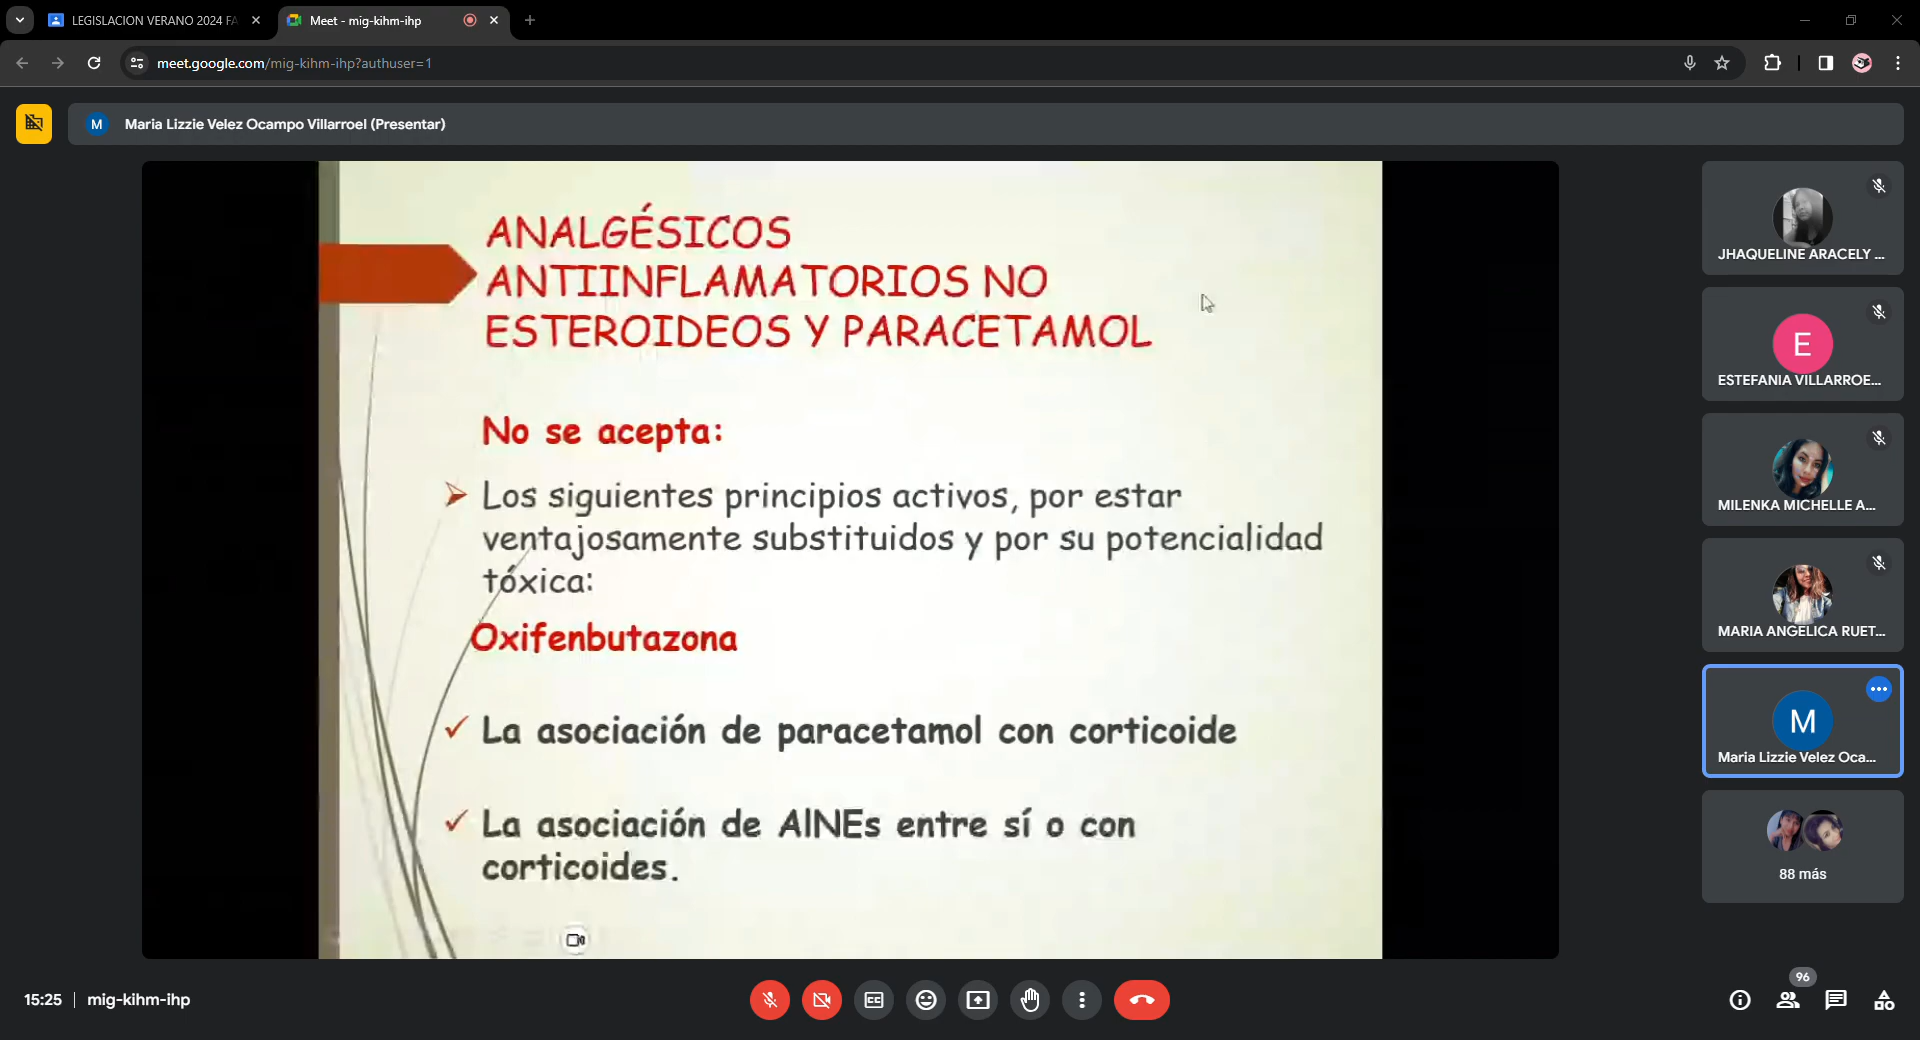 LEGISLACION VERANO 2024 FA
Meet - mig-kihm-ihp
meet.google.com/mig-kihm-ihp?authuser=1
M
Maria Lizzie Velez Ocampo Villarroel (Presentar)
ANALGÉSICOS
ANTIINFLAMATORIOS NO
ESTEROIDEOS Y PARACETAMOL
No se acepta:
Los siguientes principios activos, por estar
ventajosamente substituidos y por su potencialidad
tóxica:
Oxifenbutazona
La asociación de paracetamol con corticoide
La asociación de AINEs entre sí o con
corticoides.
JHAQUELINE ARACELY ...
E
ESTEFANIA VILLARROE...
MILENKA MICHELLE A...
MARIA ANGELICA RUET...
M
Maria Lizzie Velez Oca...
88 más
15:25 | mig-kihm-ihp
96